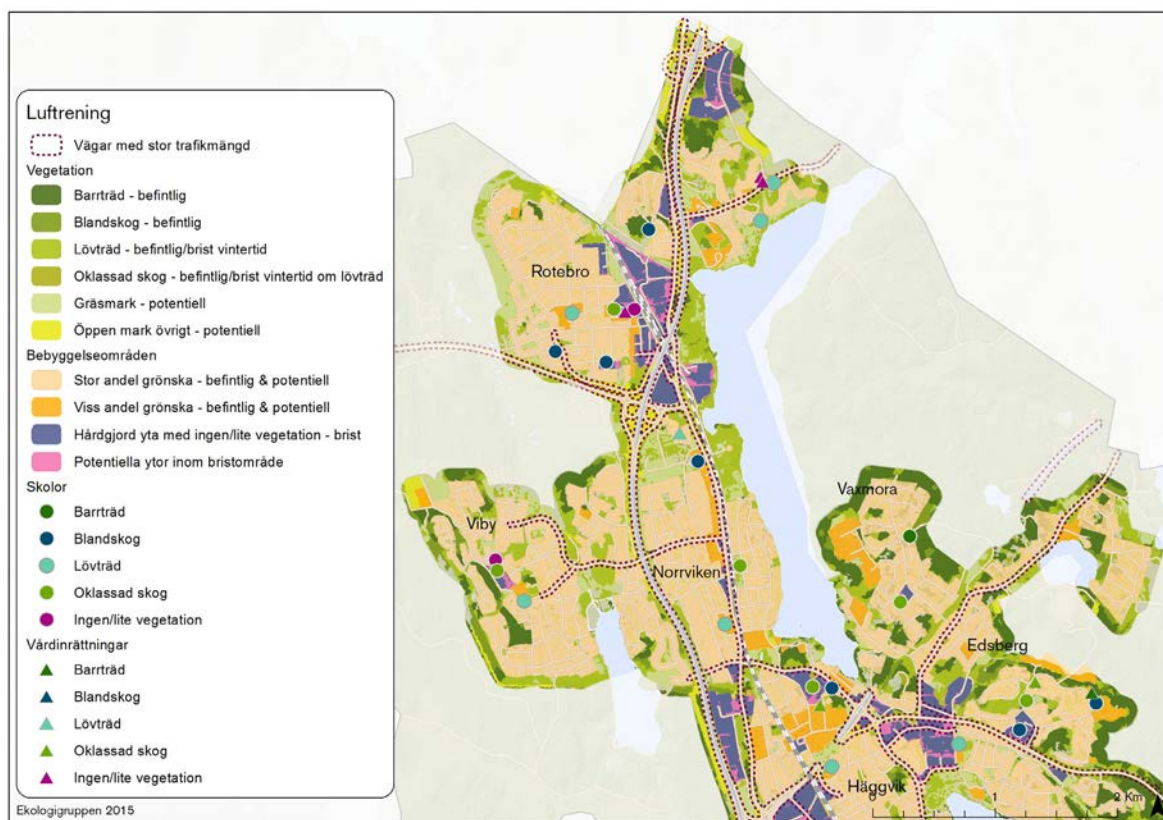 Luftrening
Vägar med stor trafikmängd
Vegetation
Barrträd - befintlig
Blandskog - befintlig
Lövträd - befintlig/brist vintertid
Oklassad skog - befintlig/brist vintertid om lövträd
Gräsmark - potentiell
Öppen mark övrigt - potentiell
Bebyggelseområden
Stor andel grönska - befintlig & potentiell
Viss andel grönska - befintlig & potentiell
Hårdgjord yta med ingen/lite vegetation - brist
Potentiella ytor inom bristområde
Skolor
Barrträd
Blandskog
Lövträd
Oklassad skog
Ingen/lite vegetation
Vårdinrättningar
Barrträd
Blandskog
Lövträd
Oklassad skog
Ingen/lite vegetation
Ekologigruppen 2015
Rotebro
Vaxmora
Viby
Norrviken
Edsberg
Häggvik
0 1 2 Km